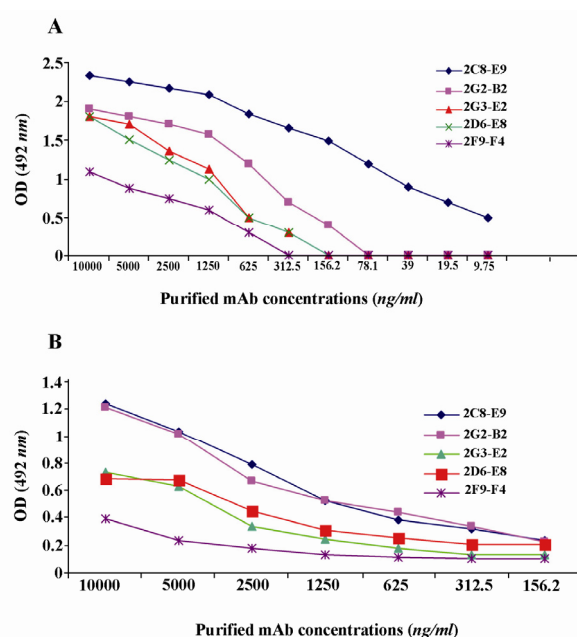 A
2.5
2
1.5
1
0.5
0
OD (492 nm)
2C8-E9
2G2-B2
2G3-E2
2D6-E8
2F9-F4
10000 5000 2500 1250 625 312.5 156.2 78.1 39 19.5 9.75
Purified mAb concentrations (ng/ml)
B
1.4
1.2
1
0.8
0.6
0.4
0.2
0
OD (492 nm)
2C8-E9
2G2-B2
2G3-E2
2D6-E8
2F9-F4
10000 5000 2500 1250 625 312.5 156.2
Purified mAb concentrations (ng/ml)